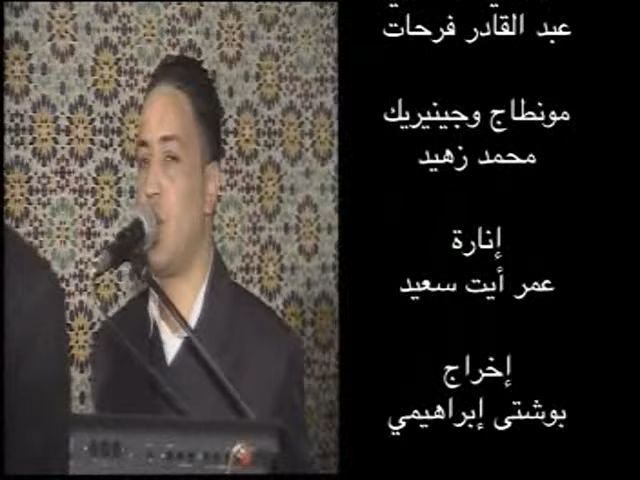 عبد القادر فرحات
مونطاج وجينيريك
محمد زهيد
إنارة
عمر أيت سعيد
إخراج
بوشتى إبراهيمي